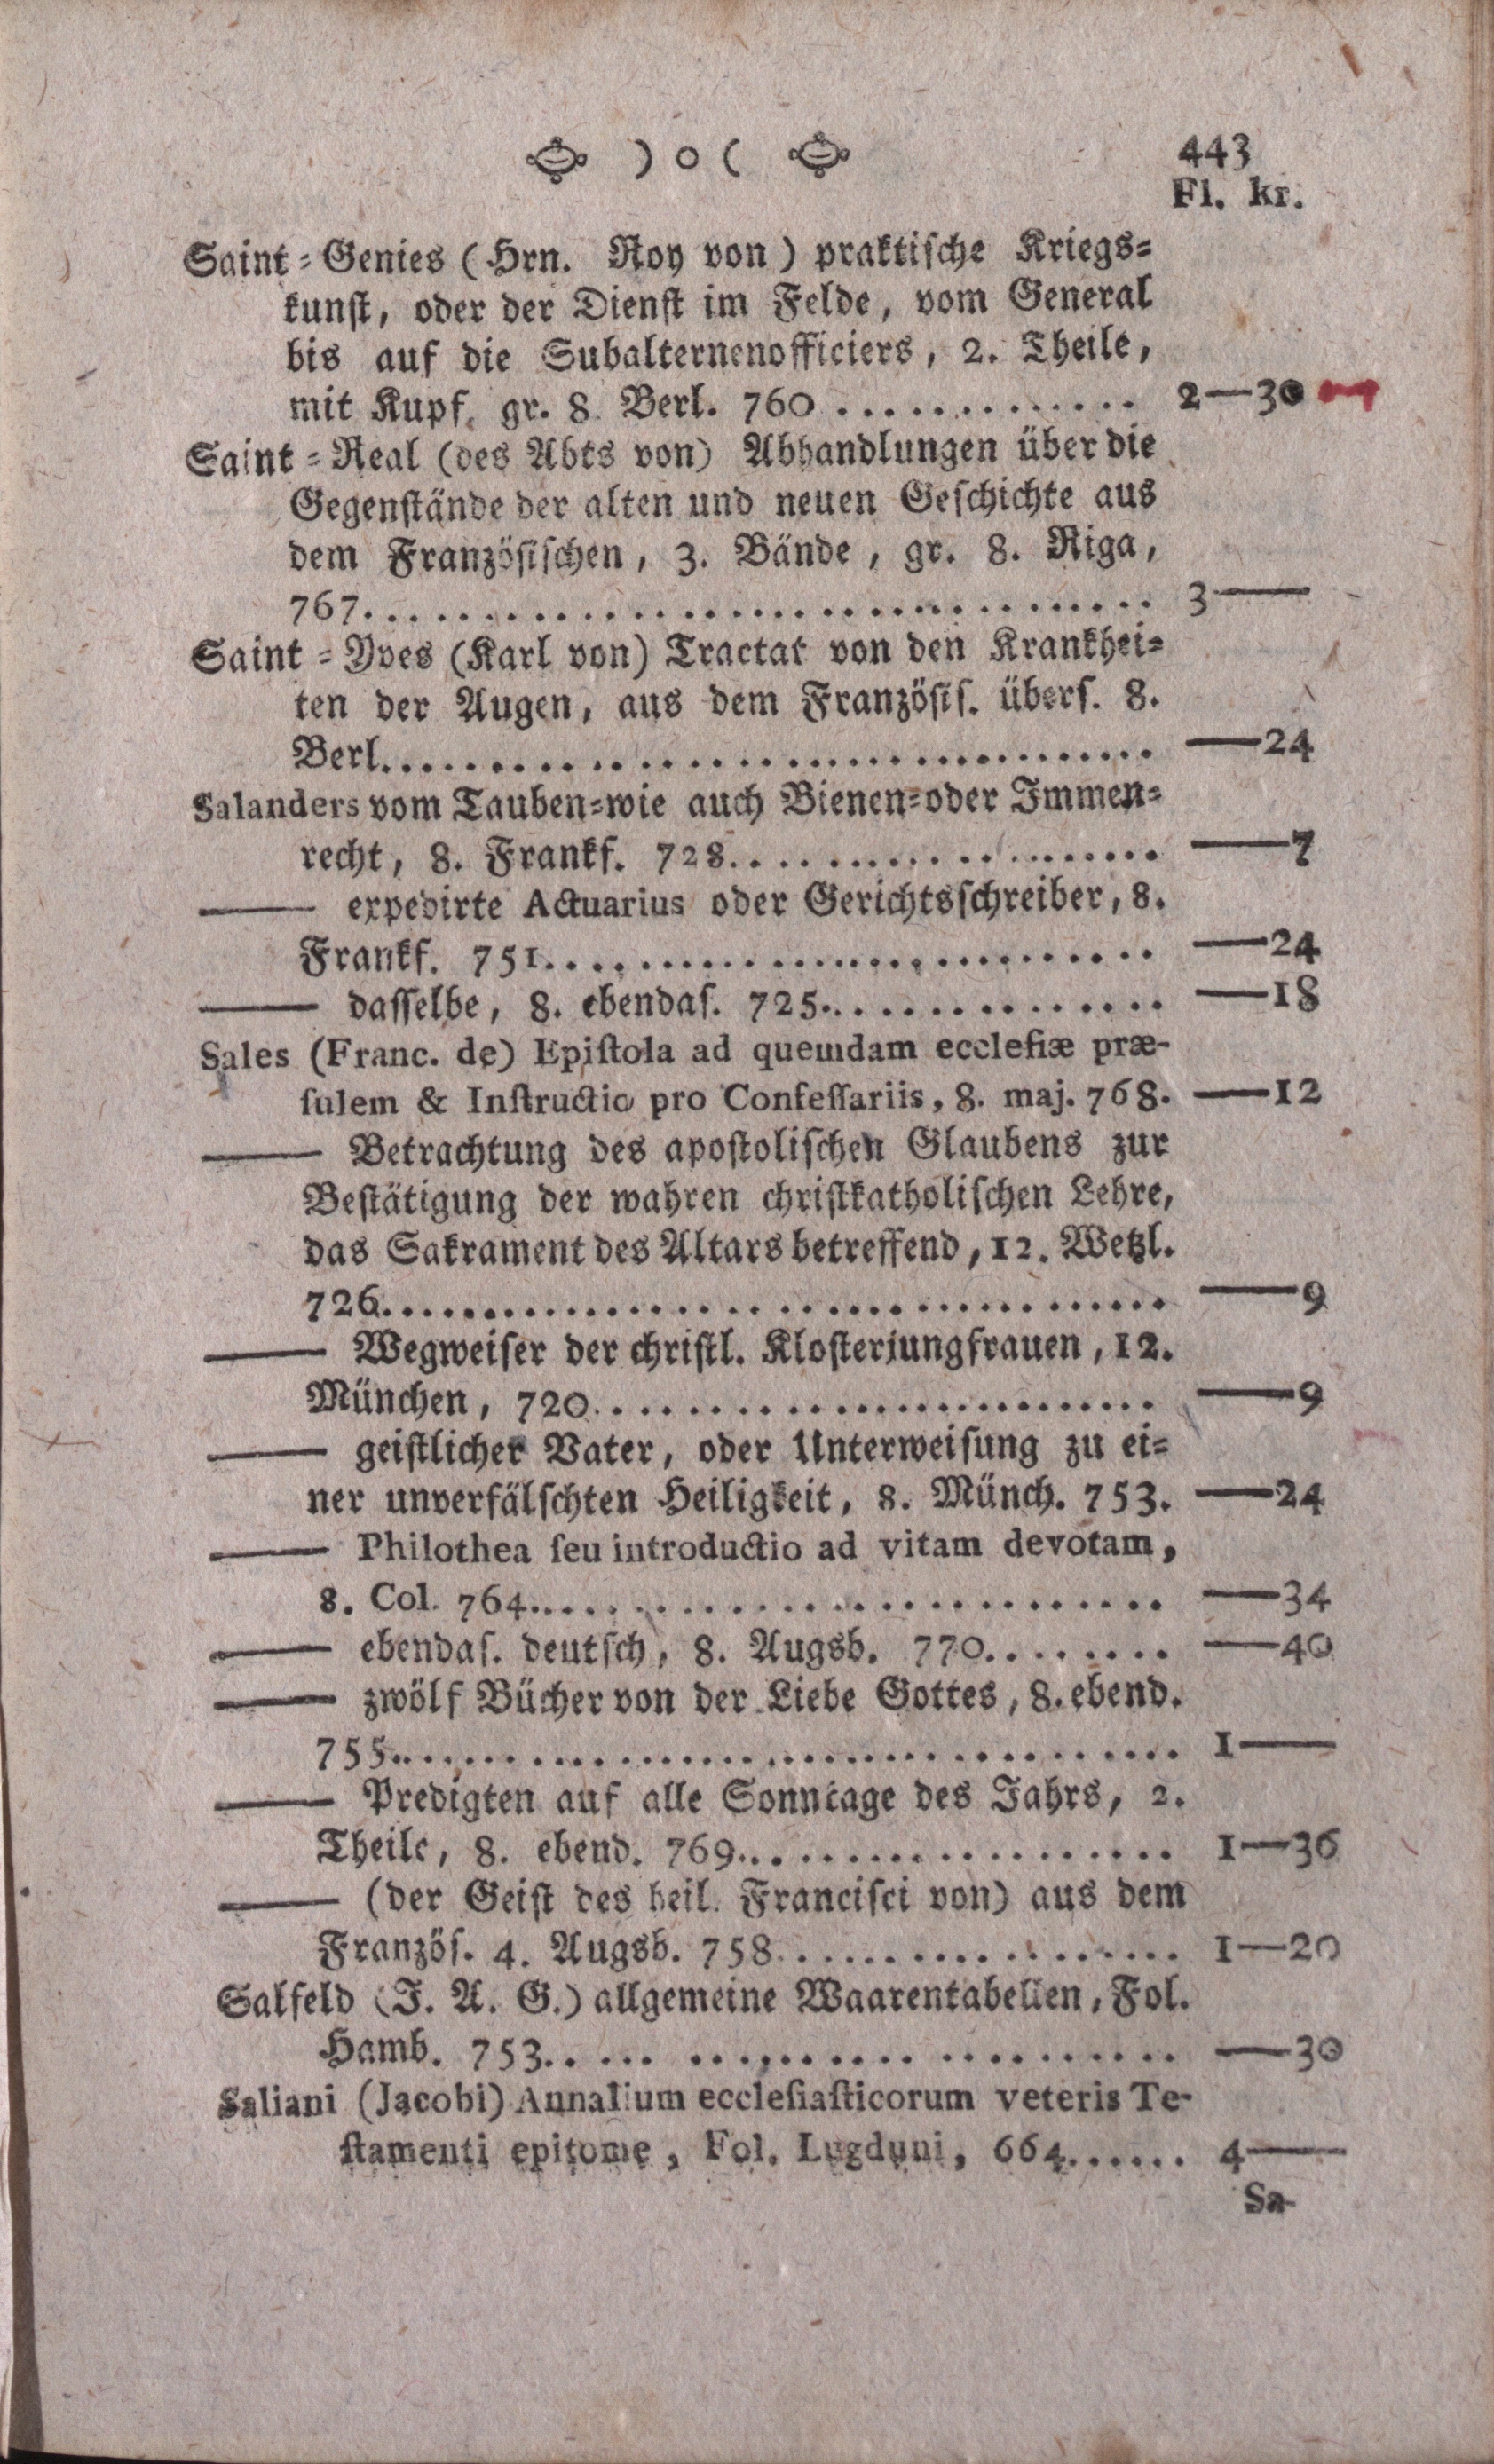 ) o ( 443
Fl. kr.
Saint-Genies (Hrn. Roy von) praktische Kriegs-
kunst, oder der Dienst im Felde, vom General
bis auf die Subalternenofficiers, 2. Theile,
mit Kupf. gr. 8. Berl. 760 ............. 2—30
Saint-Real (des Abts von) Abhandlungen über die
Gegenstände der alten und neuen Geschichte aus
dem Französischen, 3. Bände, gr. 8. Riga,
767................................. 3——
Saint-Yves (Karl von) Tractat von den Krankhei-
ten der Augen, aus dem Französis. übers. 8.
Berl................................. —24
Salanders vom Tauben-wie auch Bienen-oder Immen-
recht, 8. Frankf. 728................... ——7
—— expedirte Actuarius oder Gerichtsschreiber, 8.
Frankf. 751.......................... —24
—— dasselbe, 8. ebendas. 725............... —18
Sales (Franc. de) Epiſtola ad quemdam eccleſiæ præ-
ſulem & Inſtructio pro Confeſſariis, 8. maj. 768. —12
—— Betrachtung des apostolischen Glaubens zur
Bestätigung der wahren christkatholischen Lehre,
das Sakrament des Altars betreffend, 12. Wetzl.
726................................. ——9
—— Wegweiser der christl. Klosterjungfrauen, 12.
München, 720........................ ——9
—— geistlicher Vater, oder Unterweisung zu ei-
ner unverfälschten Heiligkeit, 8. Münch. 753. —24
—— Philothea ſeu introductio ad vitam devotam,
8. Col. 764........................... —34
—— ebendas. deutsch, 8. Augsb. 770........ —40
—— zwölf Bücher von der Liebe Gottes, 8. ebend.
755................................. 1——
—— Predigten auf alle Sonntage des Jahrs, 2.
Theile, 8. ebend. 769................... 1—36
—— (der Geist des heil. Francisci von) aus dem
Französ. 4. Augsb. 758................. 1—20
Salfeld (J. A. G.) allgemeine Waarentabellen, Fol.
Hamb. 753.......................... —30
Saliani (Jacobi) Annalium eccleſiaſticorum veteris Te-
ſtamenti epitome, Fol. Lugduni, 664...... 4——
Sa-